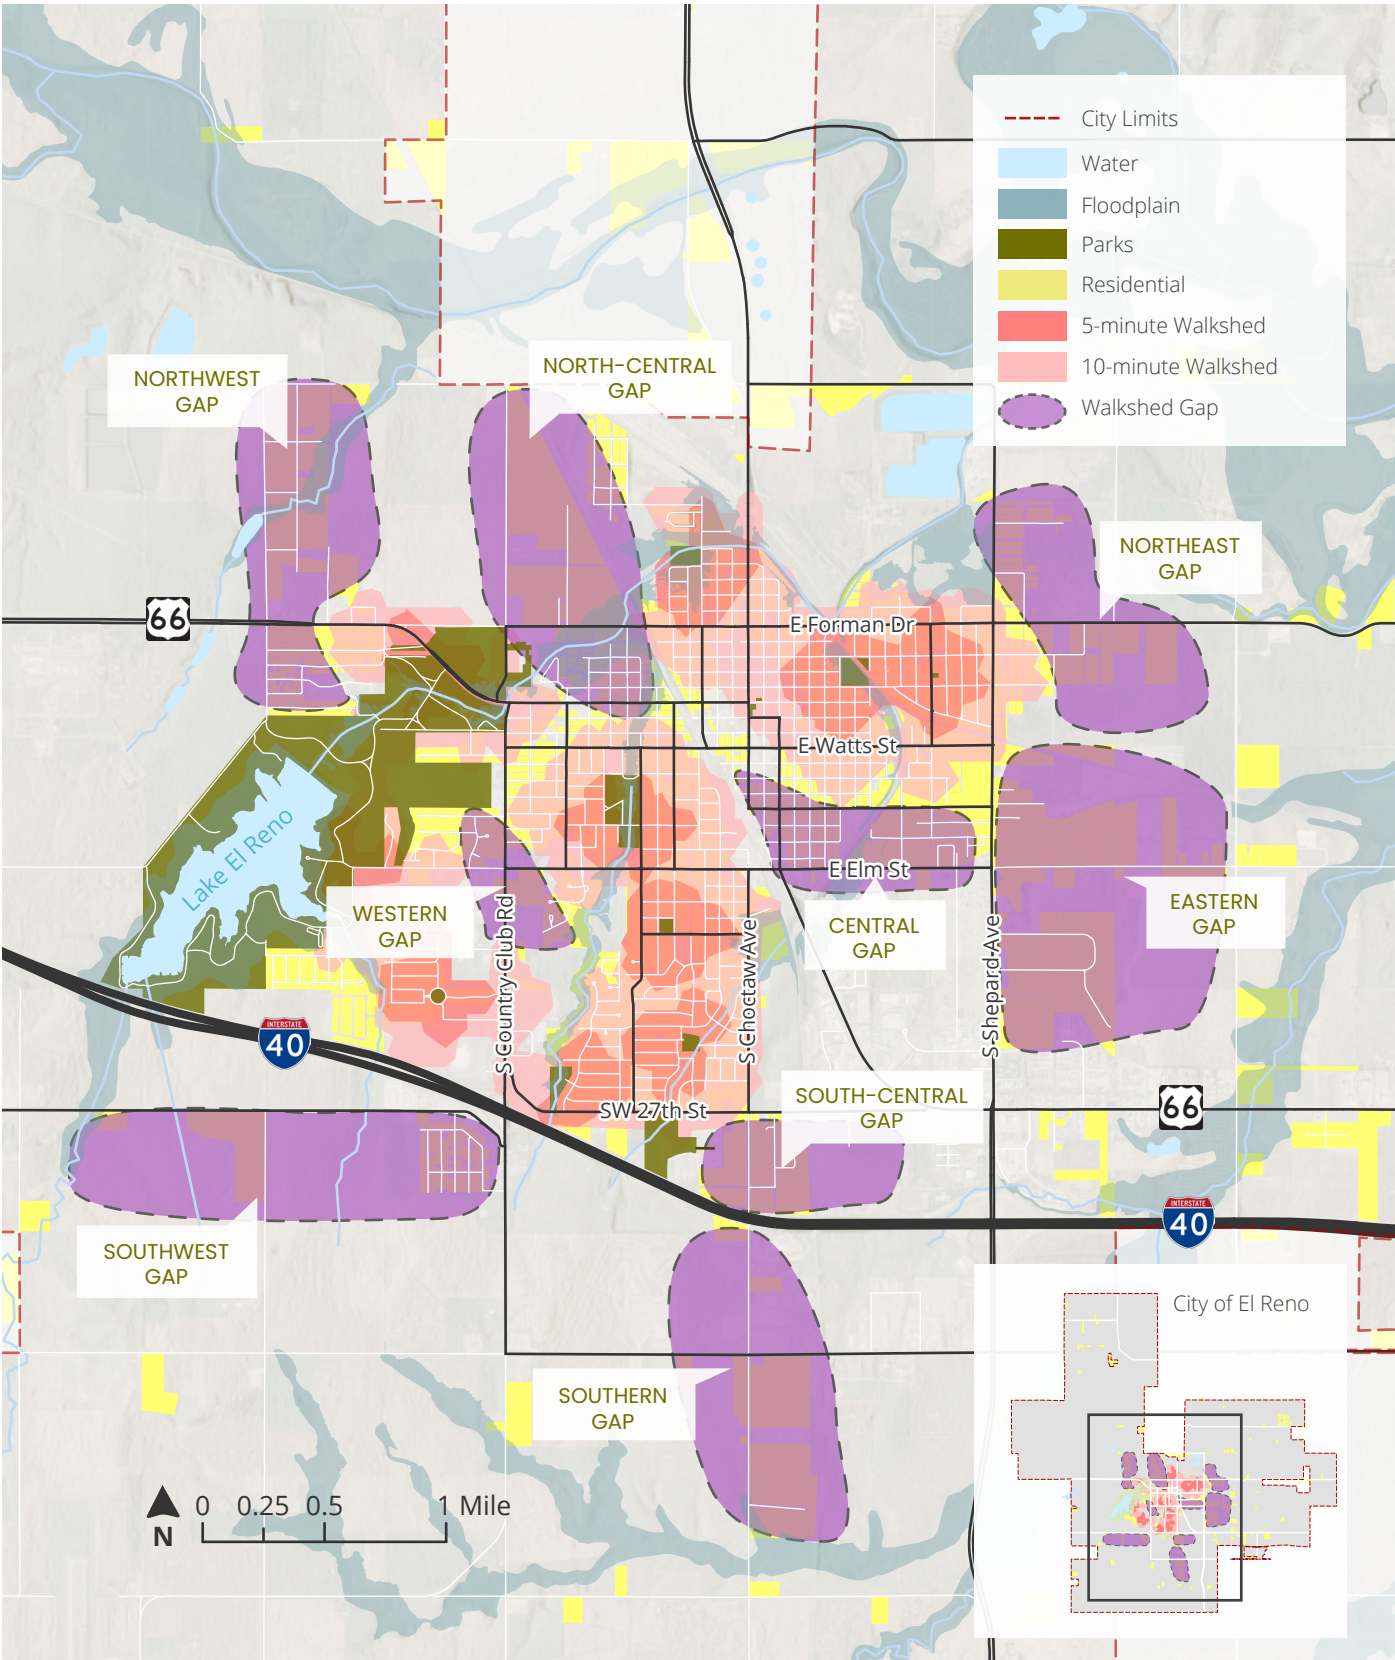 City Limits
Water
Floodplain
Parks
Residential
5-minute Walkshed
10-minute Walkshed
Walkshed Gap
NORTHWEST
GAP
NORTH-CENTRAL
GAP
NORTHEAST
GAP
66
E Forman Dr
E Watts St
Lake El Reno
E Elm St
WESTERN
GAP
CENTRAL
GAP
EASTERN
GAP
S Country Club Rd
S Choctaw Ave
S Shepard Ave
INTERSTATE
40
SOUTH-CENTRAL
GAP
SW 27th St
66
INTERSTATE
40
SOUTHWEST
GAP
SOUTHERN
GAP
City of El Reno
N
0 0.25 0.5 1 Mile